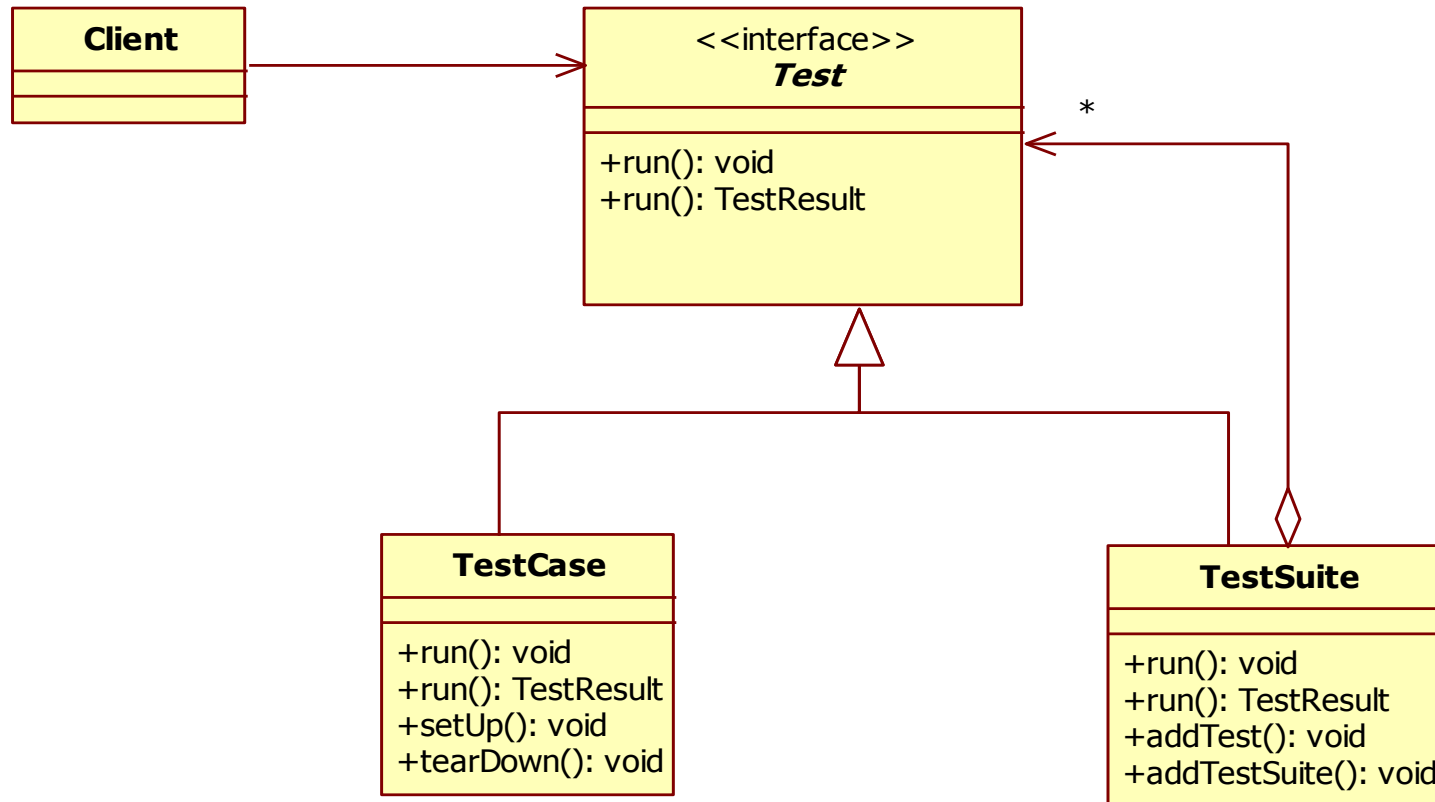 Client
<<interface>>
Test
*
+run(): void
+run(): TestResult
TestCase
+run(): void
+run(): TestResult
+setUp(): void
+tearDown(): void
TestSuite
+run(): void
+run(): TestResult
+addTest(): void
+addTestSuite(): void